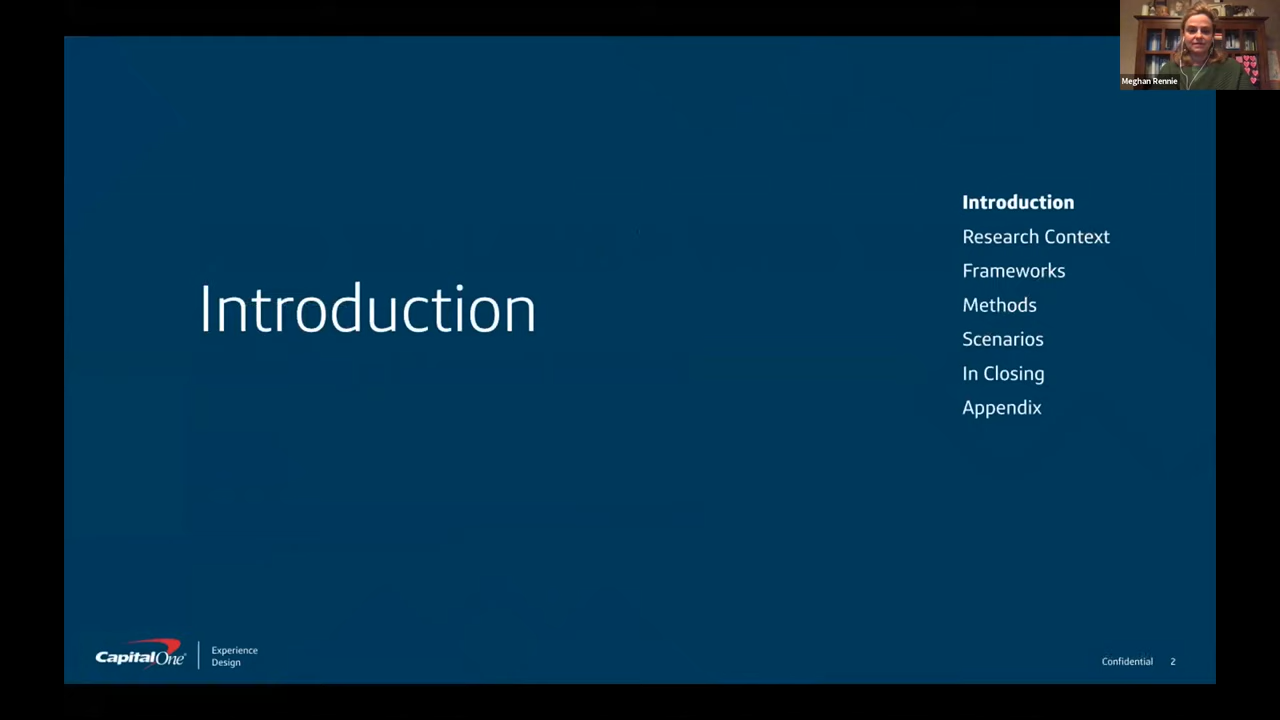 Meghan Rennie
Introduction
Introduction
Research Context
Frameworks
Methods
Scenarios
In Closing
Appendix
Capital One
Experience
Design
Confidential 2